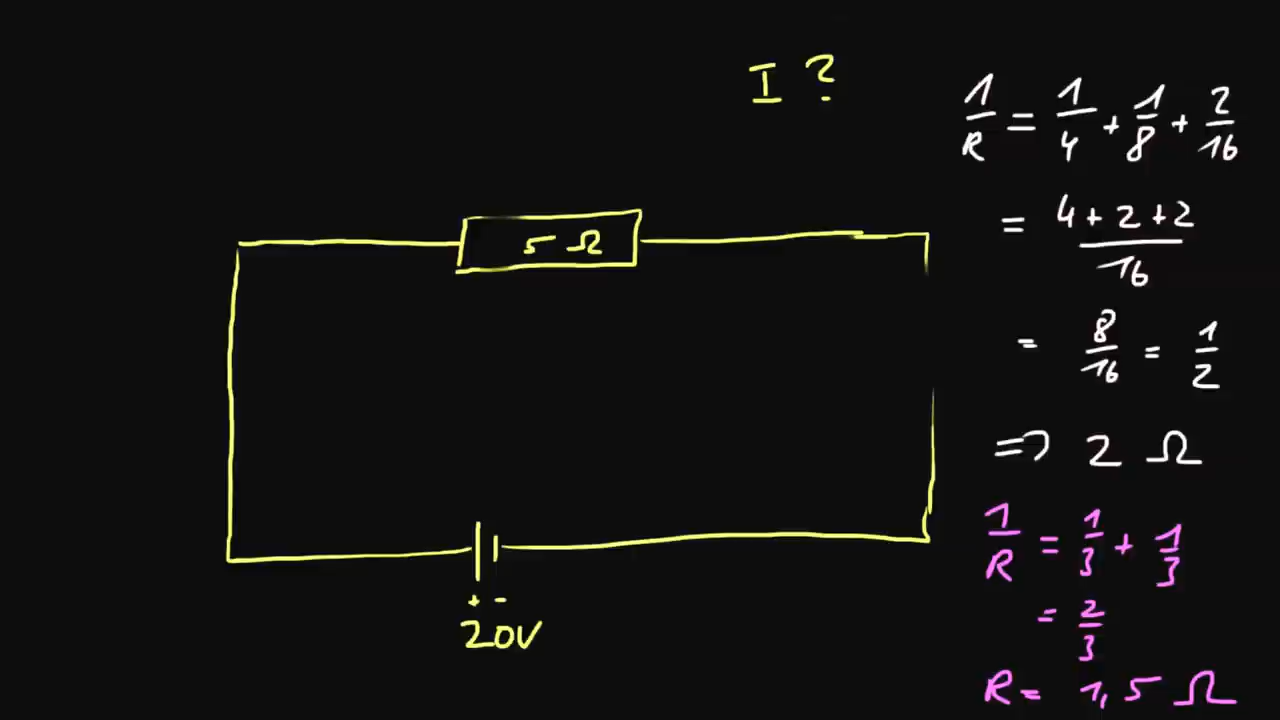 I ?
5 Ω
+ -
20V
1/R = 1/4 + 1/8 + 2/16
= 4+2+2/16
= 8/16 = 1/2
=> 2 Ω
1/R = 1/3 + 1/3
= 2/3
R = 1,5 Ω